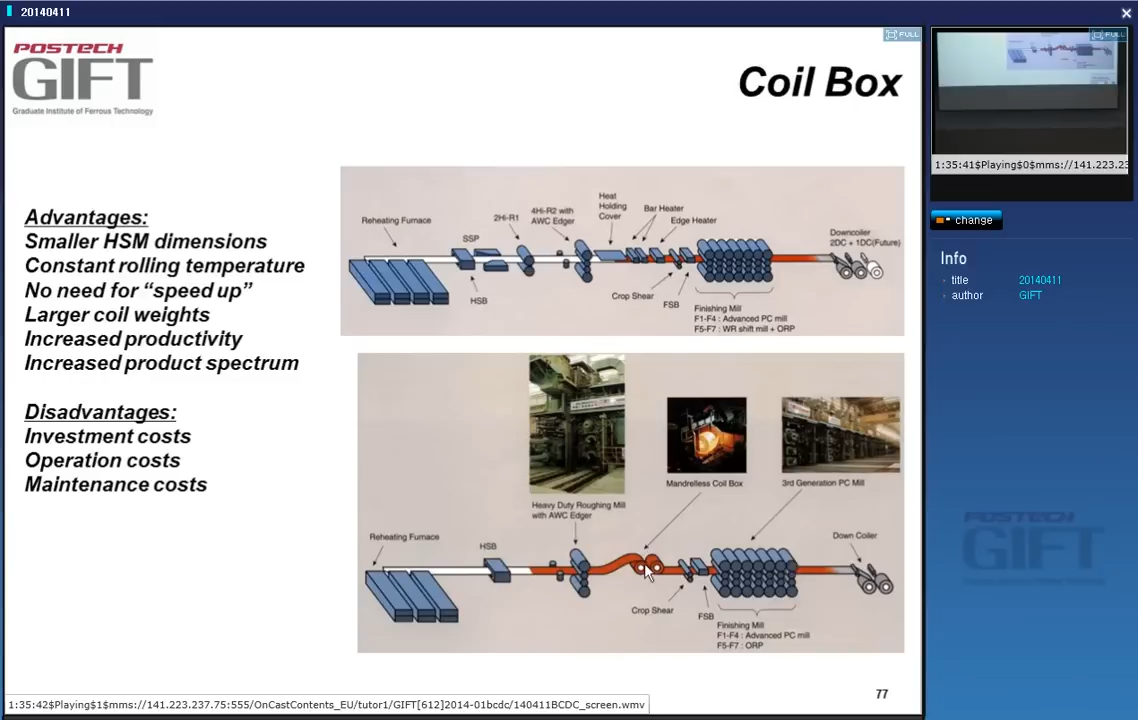 20140411
FULL
POSTECH
GIFT
Graduate Institute of Ferrous Technology
Coil Box
Advantages:
Smaller HSM dimensions
Constant rolling temperature
No need for “speed up”
Larger coil weights
Increased productivity
Increased product spectrum
Disadvantages:
Investment costs
Operation costs
Maintenance costs
Reheating Furnace
SSP
HSB
2Hi-R1
4Hi-R2 with
AWC Edger
Heat
Holding
Cover
Bar Heater
Edge Heater
Crop Shear
FSB
Finishing Mill
F1-F4 : Advanced PC mill
F5-F7 : WR shift mill + ORP
Downcoiler
2DC + 1DC(Future)
Heavy Duty Roughing Mill
with AWC Edger
Mandrelless Coil Box
3rd Generation PC Mill
Reheating Furnace
HSB
Crop Shear
FSB
Finishing Mill
F1-F4 : Advanced PC mill
F5-F7 : ORP
Down Coiler
77
1:35:42$Playing$1$mms://141.223.237.75:555/OnCastContents_EU/tutor1/GIFT[612]2014-01bcdc/140411BCDC_screen.wmv
FULL
1:35:41$Playing$0$mms://141.223.23
change
Info
title 20140411
author GIFT
POSTECH
GIFT